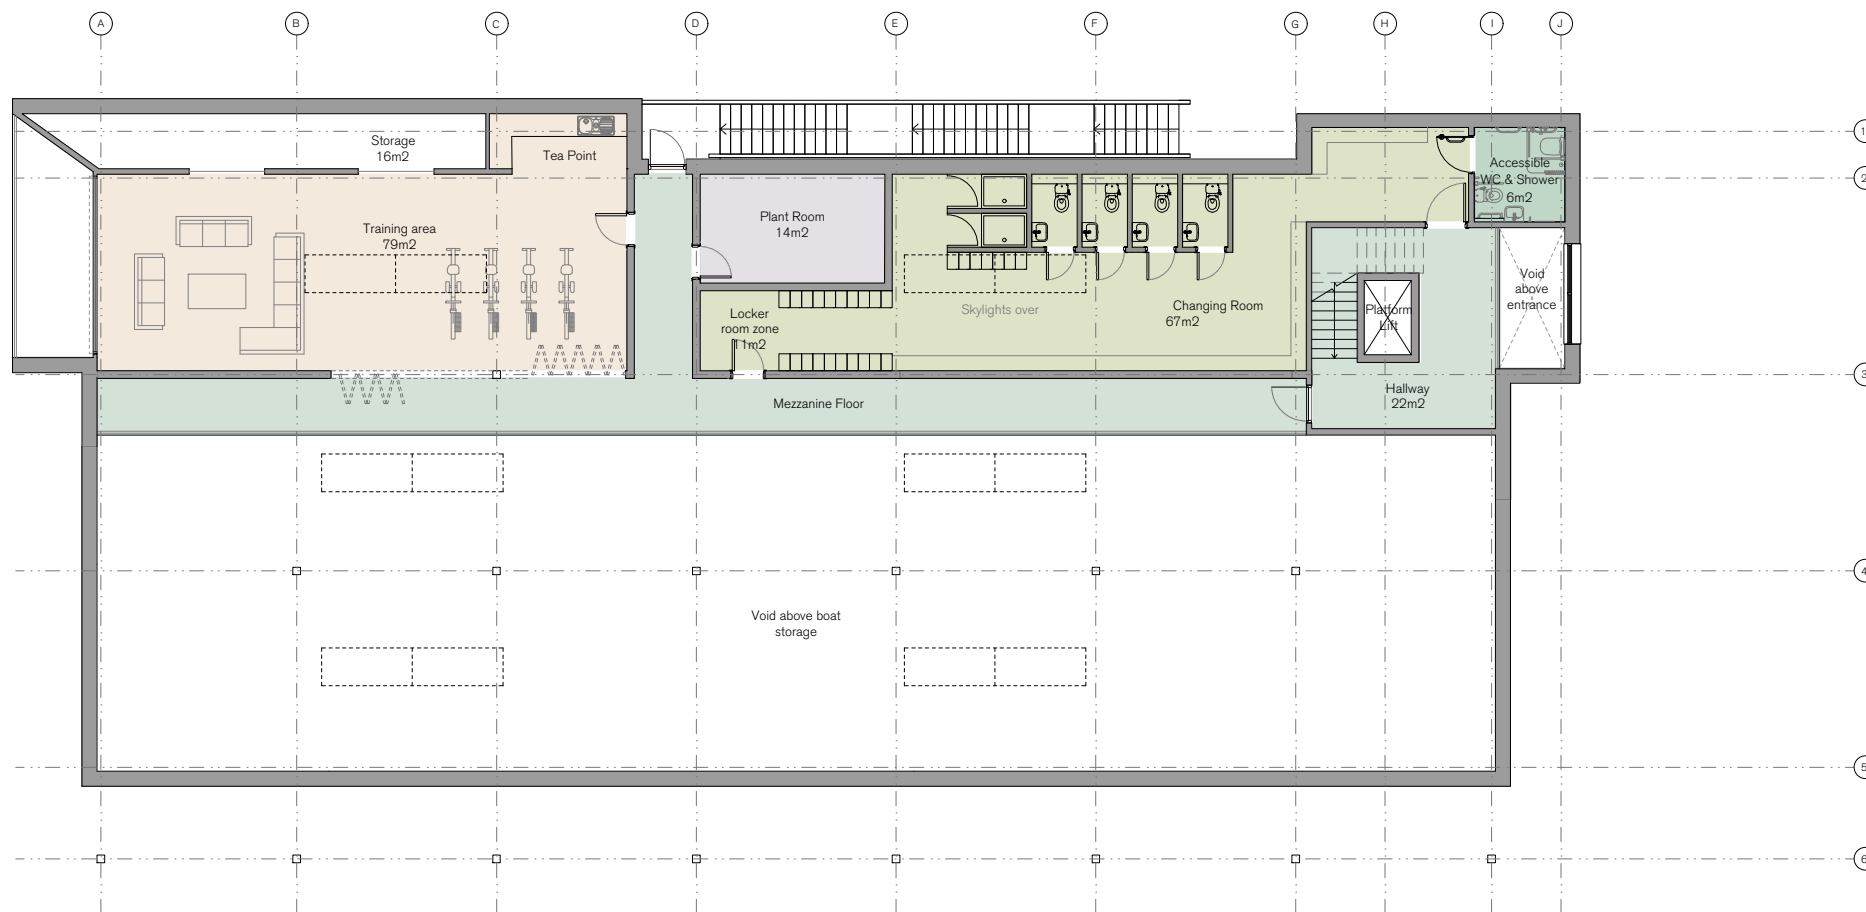 A B C D E F G H I J
1
2
3
4
5
6
Storage
16m2
Tea Point
Training area
79m2
Plant Room
14m2
Locker
room zone
11m2
Skylights over
Changing Room
67m2
Accessible
WC & Shower
6m2
Void
above
entrance
Platform
Lift
Hallway
22m2
Mezzanine Floor
Void above boat
storage